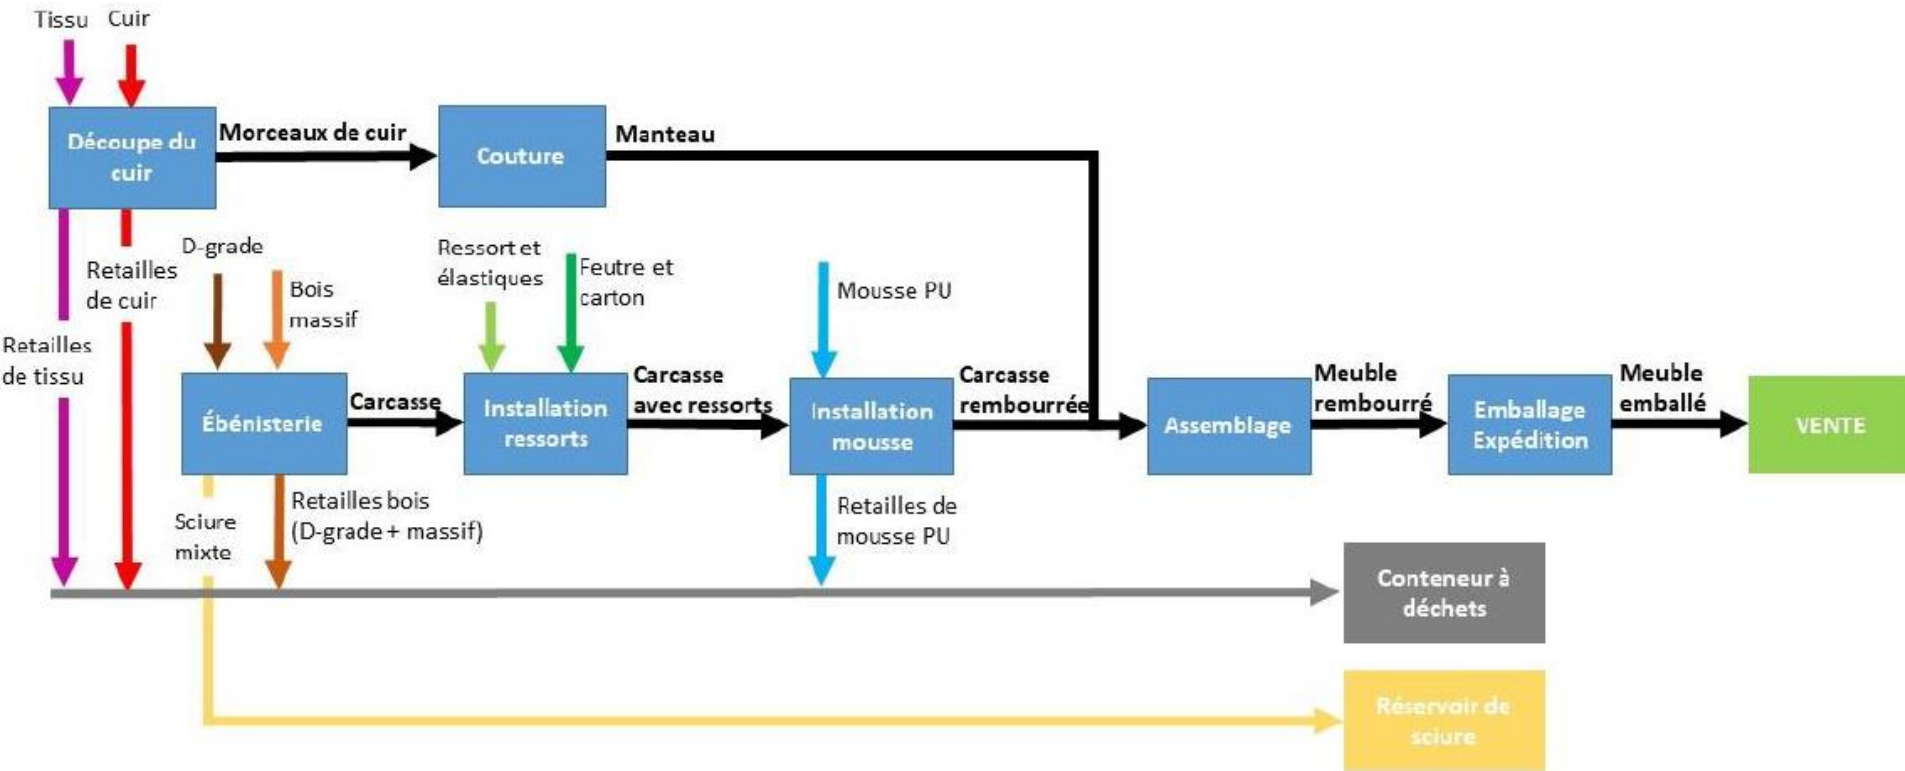 Tissu
Cuir
Découpe du
cuir
Morceaux de cuir
Couture
Manteau
Retailles
de cuir
Retailles
de tissu
D-grade
Bois
massif
Ressort et
élastiques
Feutre et
carton
Mousse PU
Ébénisterie
Carcasse
Installation
ressorts
Carcasse
avec ressorts
Installation
mousse
Carcasse
rembourrée
Assemblage
Meuble
rembourré
Emballage
Expédition
Meuble
emballé
VENTE
Sciure
mixte
Retailles bois
(D-grade + massif)
Retailles de
mousse PU
Conteneur à
déchets
Réservoir de
sciure